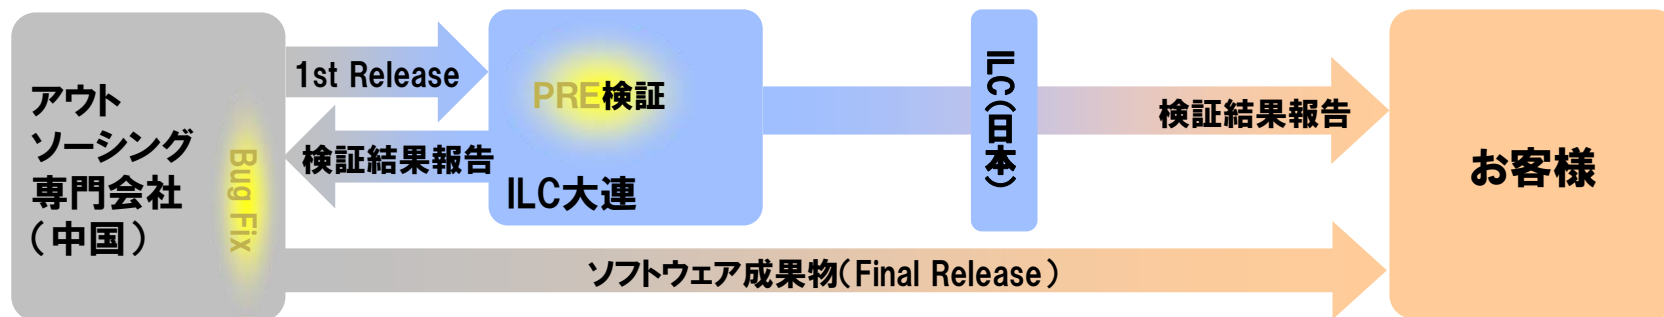 アウト
ソーシング
専門会社
（中国）
Bug Fix
1st Release
検証結果報告
PRE検証
ILC大連
ILC（日本）
検証結果報告
お客様
ソフトウェア成果物（Final Release）